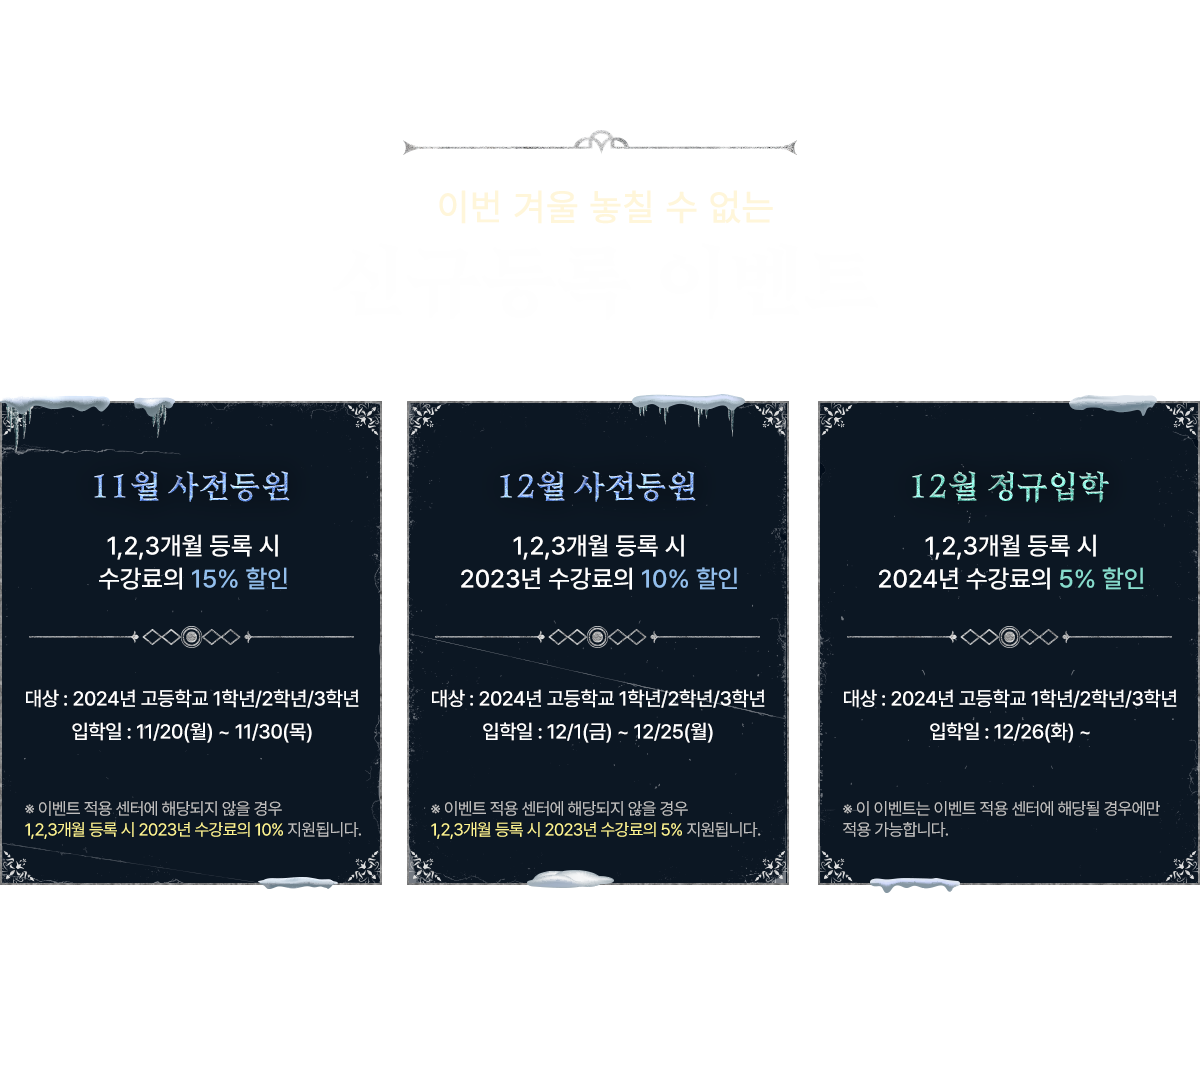 이번 겨울 놓칠 수 없는
신규등록 이벤트
11월 사전등원
1,2,3개월 등록 시
수강료의 15% 할인
대상 : 2024년 고등학교 1학년/2학년/3학년
입학일 : 11/20(월) ~ 11/30(목)
※ 이벤트 적용 센터에 해당되지 않을 경우
1,2,3개월 등록 시 2023년 수강료의 10% 지원됩니다.
12월 사전등원
1,2,3개월 등록 시
2023년 수강료의 10% 할인
대상 : 2024년 고등학교 1학년/2학년/3학년
입학일 : 12/1(금) ~ 12/25(월)
※ 이벤트 적용 센터에 해당되지 않을 경우
1,2,3개월 등록 시 2023년 수강료의 5% 지원됩니다.
12월 정규입학
1,2,3개월 등록 시
2024년 수강료의 5% 할인
대상 : 2024년 고등학교 1학년/2학년/3학년
입학일 : 12/26(화) ~
※ 이 이벤트는 이벤트 적용 센터에 해당될 경우에만
적용 가능합니다.